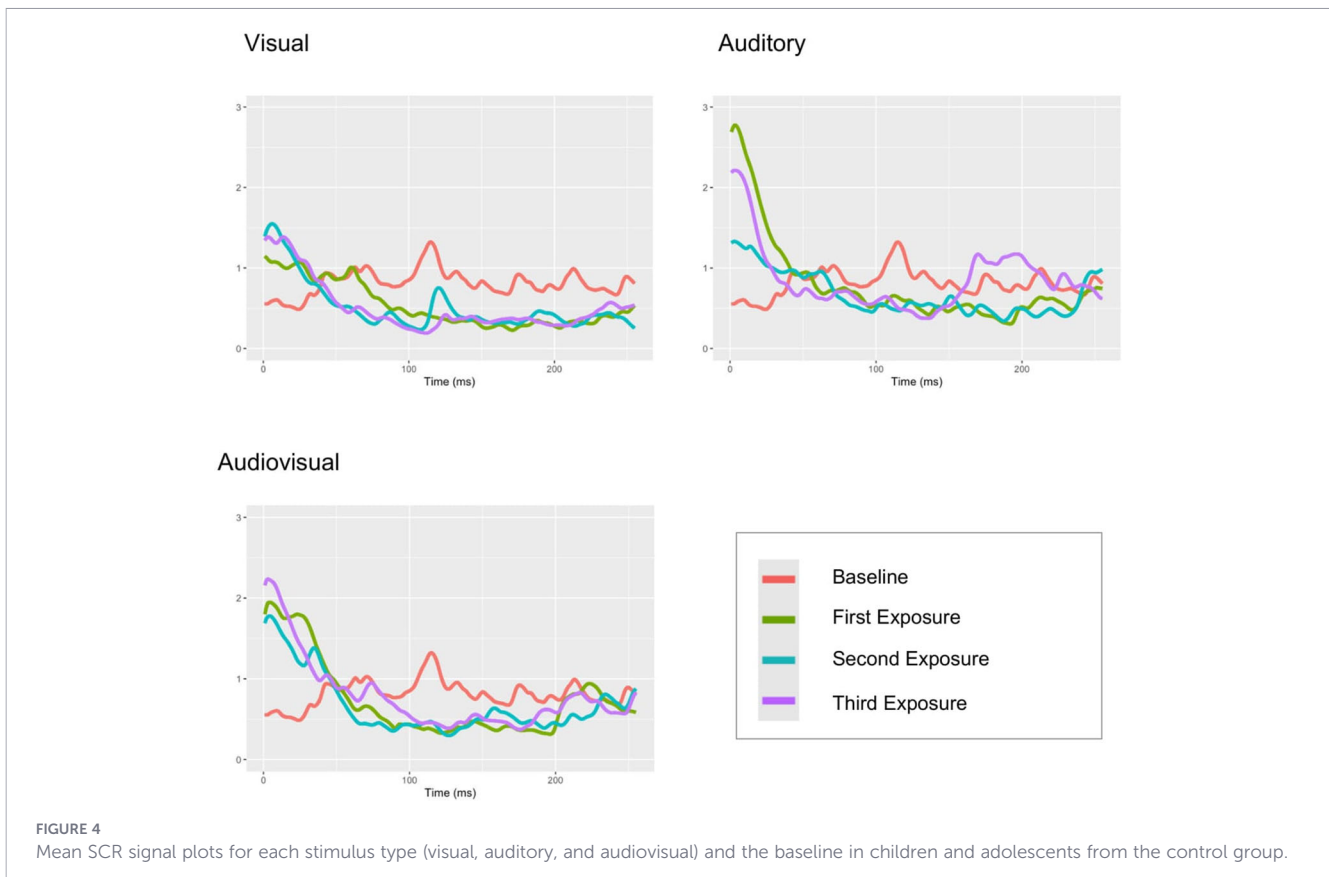 Visual
3
2
1
0
0
100
200
Time (ms)
Auditory
3
2
1
0
0
100
200
Time (ms)
Audiovisual
3
2
1
0
0
100
200
Time (ms)
Baseline
First Exposure
Second Exposure
Third Exposure
FIGURE 4
Mean SCR signal plots for each stimulus type (visual, auditory, and audiovisual) and the baseline in children and adolescents from the control group.